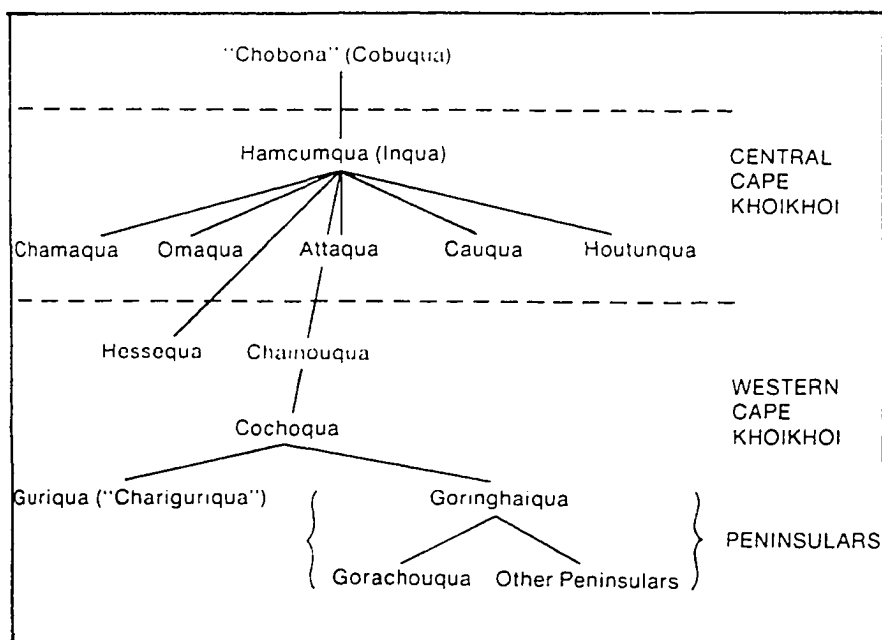 "Chobona" (Cobuqua)
Hamcumqua (Inqua)
CENTRAL
CAPE
KHOIKHOI
Chamaqua Omaqua Attaqua Cauqua Houtunqua
Hessequa Chainouqua
WESTERN
CAPE
KHOIKHOI
Cochoqua
Guriqua ("Chariguriqua") Goringhaiqua
PENINSULARS
Gorachouqua Other Peninsulars